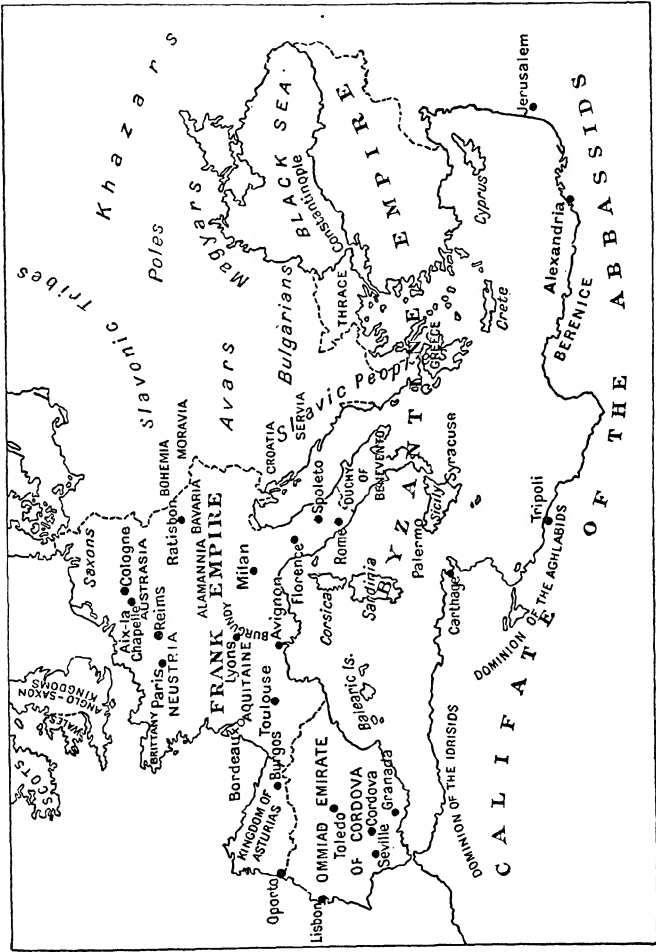 SCOTS
WALES
ANGLO-SAXON
KINGDOMS
Saxons
Slavonic Tribes
Khazars
Aix-la
Chapelle
Cologne
AUSTRASIA
BRITTANY
Paris
Reims
NEUSTRIA
Ratisbon
BOHEMIA
MORAVIA
Poles
Magyars
ALAMANNIA
BAVARIA
Avars
FRANK EMPIRE
Lyons
BURGUNDY
AQUITAINE
Bordeaux
Milan
CROATIA
SERVIA
Slavic Peopl
Bulgarians
BLACK SEA
Toulouse
Avignon
Florence
Spoleto
KINGDOM OF
ASTURIAS
Burgos
Oporto
Corsica
Rome
DUCHY
OF
BENEVENTO
THRACE
Constantinople
BYZANTINE EMPIRE
Lisbon
OMMIAD EMIRATE
OF CORDOVA
Toledo
Cordova
Seville
Granada
Balearic Is.
Sardinia
Palermo
Sicily
Syracuse
GREECE
Crete
Cyprus
Carthage
DOMINION OF THE IDRISIDS
DOMINION OF THE AGHLABIDS
Tripoli
BERENICE
Alexandria
Jerusalem
CALIFATE OF THE ABBASSIDS